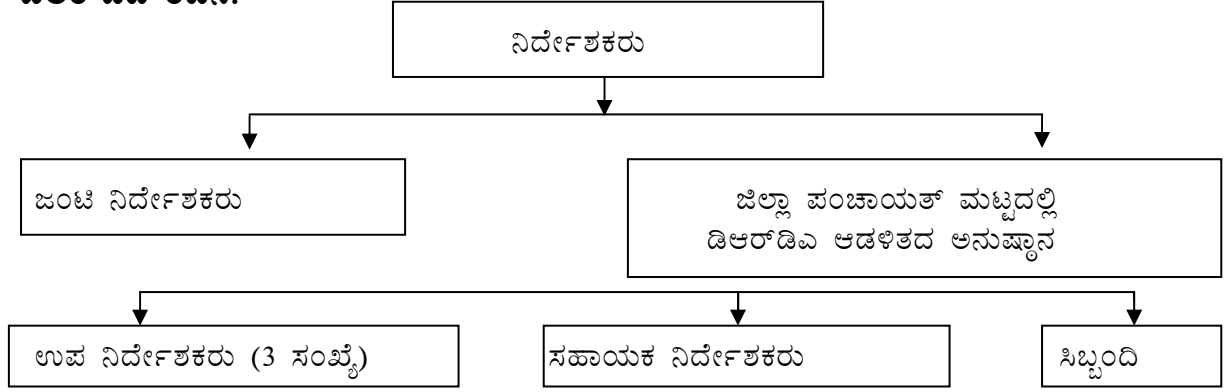 ನಿರ್ದೇಶಕರು
ಜಂಟಿ ನಿರ್ದೇಶಕರು
ಜಿಲ್ಲಾ ಪಂಚಾಯತ್ ಮಟ್ಟದಲ್ಲಿ
ಡಿಆರ್‌ಡಿಎ ಆಡಳಿತದ ಅನುಷ್ಠಾನ
ಉಪ ನಿರ್ದೇಶಕರು (3 ಸಂಖ್ಯೆ)
ಸಹಾಯಕ ನಿರ್ದೇಶಕರು
ಸಿಬ್ಬಂದಿ